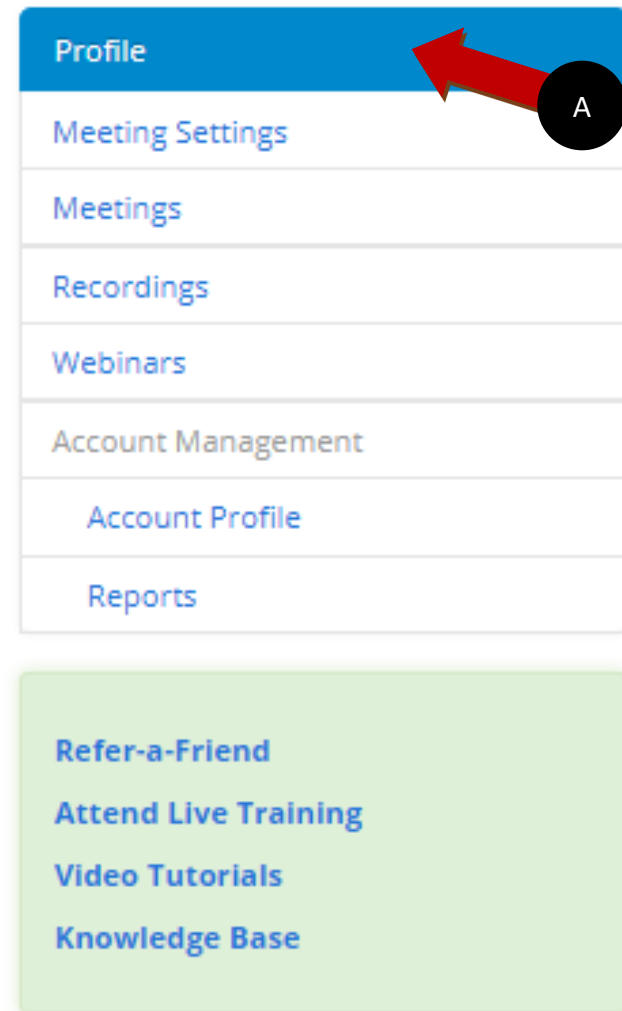 Profile
A
Meeting Settings
Meetings
Recordings
Webinars
Account Management
Account Profile
Reports
Refer-a-Friend
Attend Live Training
Video Tutorials
Knowledge Base